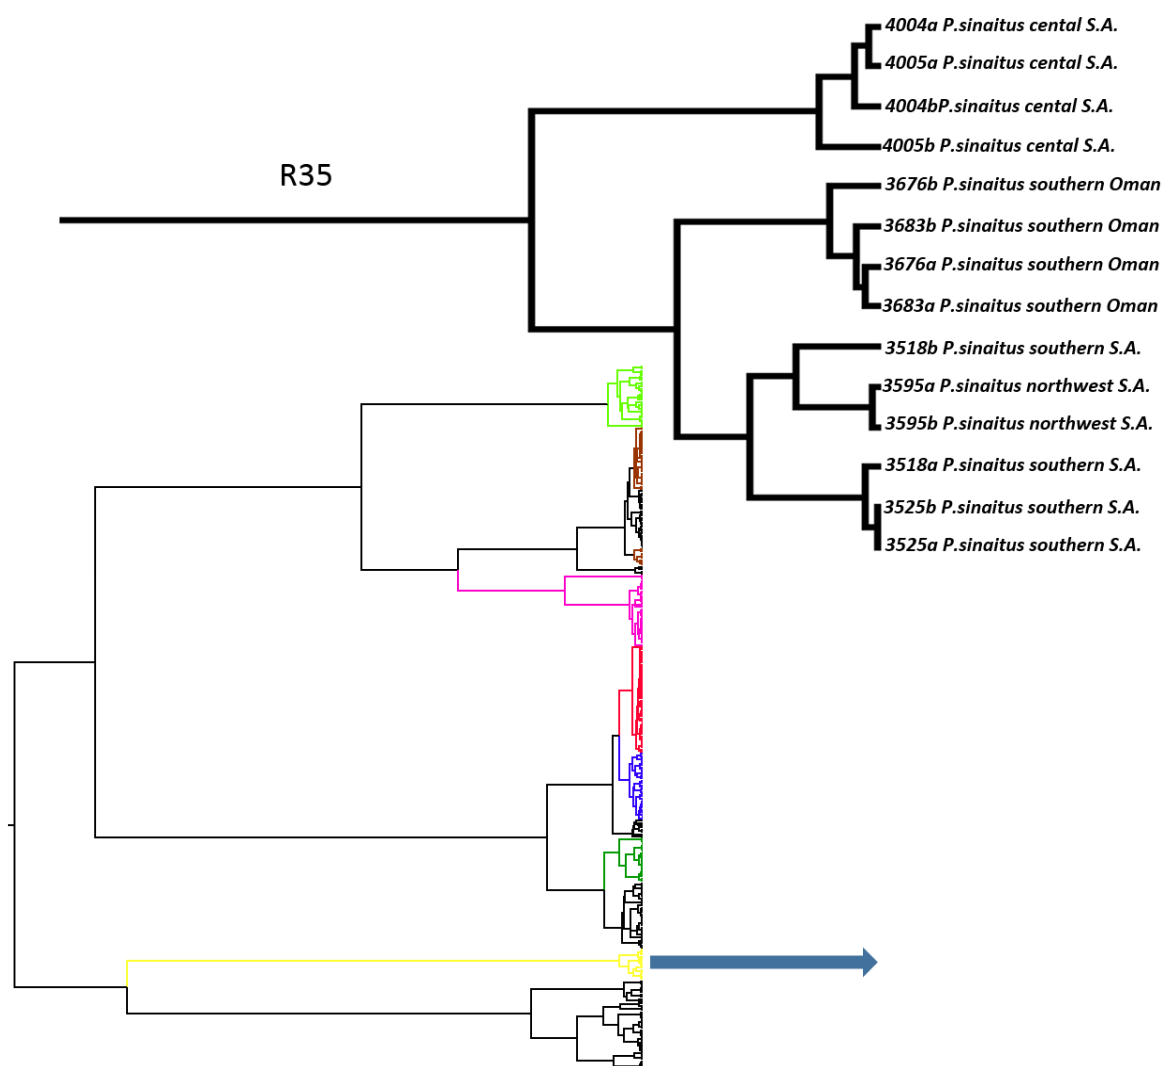 4004a P.sinaitus cental S.A.
4005a P.sinaitus cental S.A.
4004bP.sinaitus cental S.A.
4005b P.sinaitus cental S.A.
R35
3676b P.sinaitus southern Oman
3683b P.sinaitus southern Oman
3676a P.sinaitus southern Oman
3683a P.sinaitus southern Oman
3518b P.sinaitus southern S.A.
3595a P.sinaitus northwest S.A.
3595b P.sinaitus northwest S.A.
3518a P.sinaitus southern S.A.
3525b P.sinaitus southern S.A.
3525a P.sinaitus southern S.A.